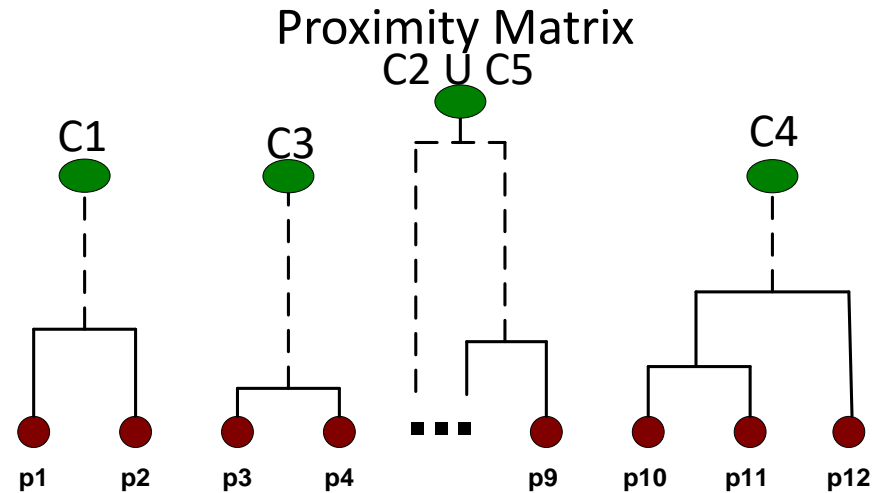 Proximity Matrix
C2 U C5
C1
C3
C4
p1 p2 p3 p4 ... p9 p10 p11 p12